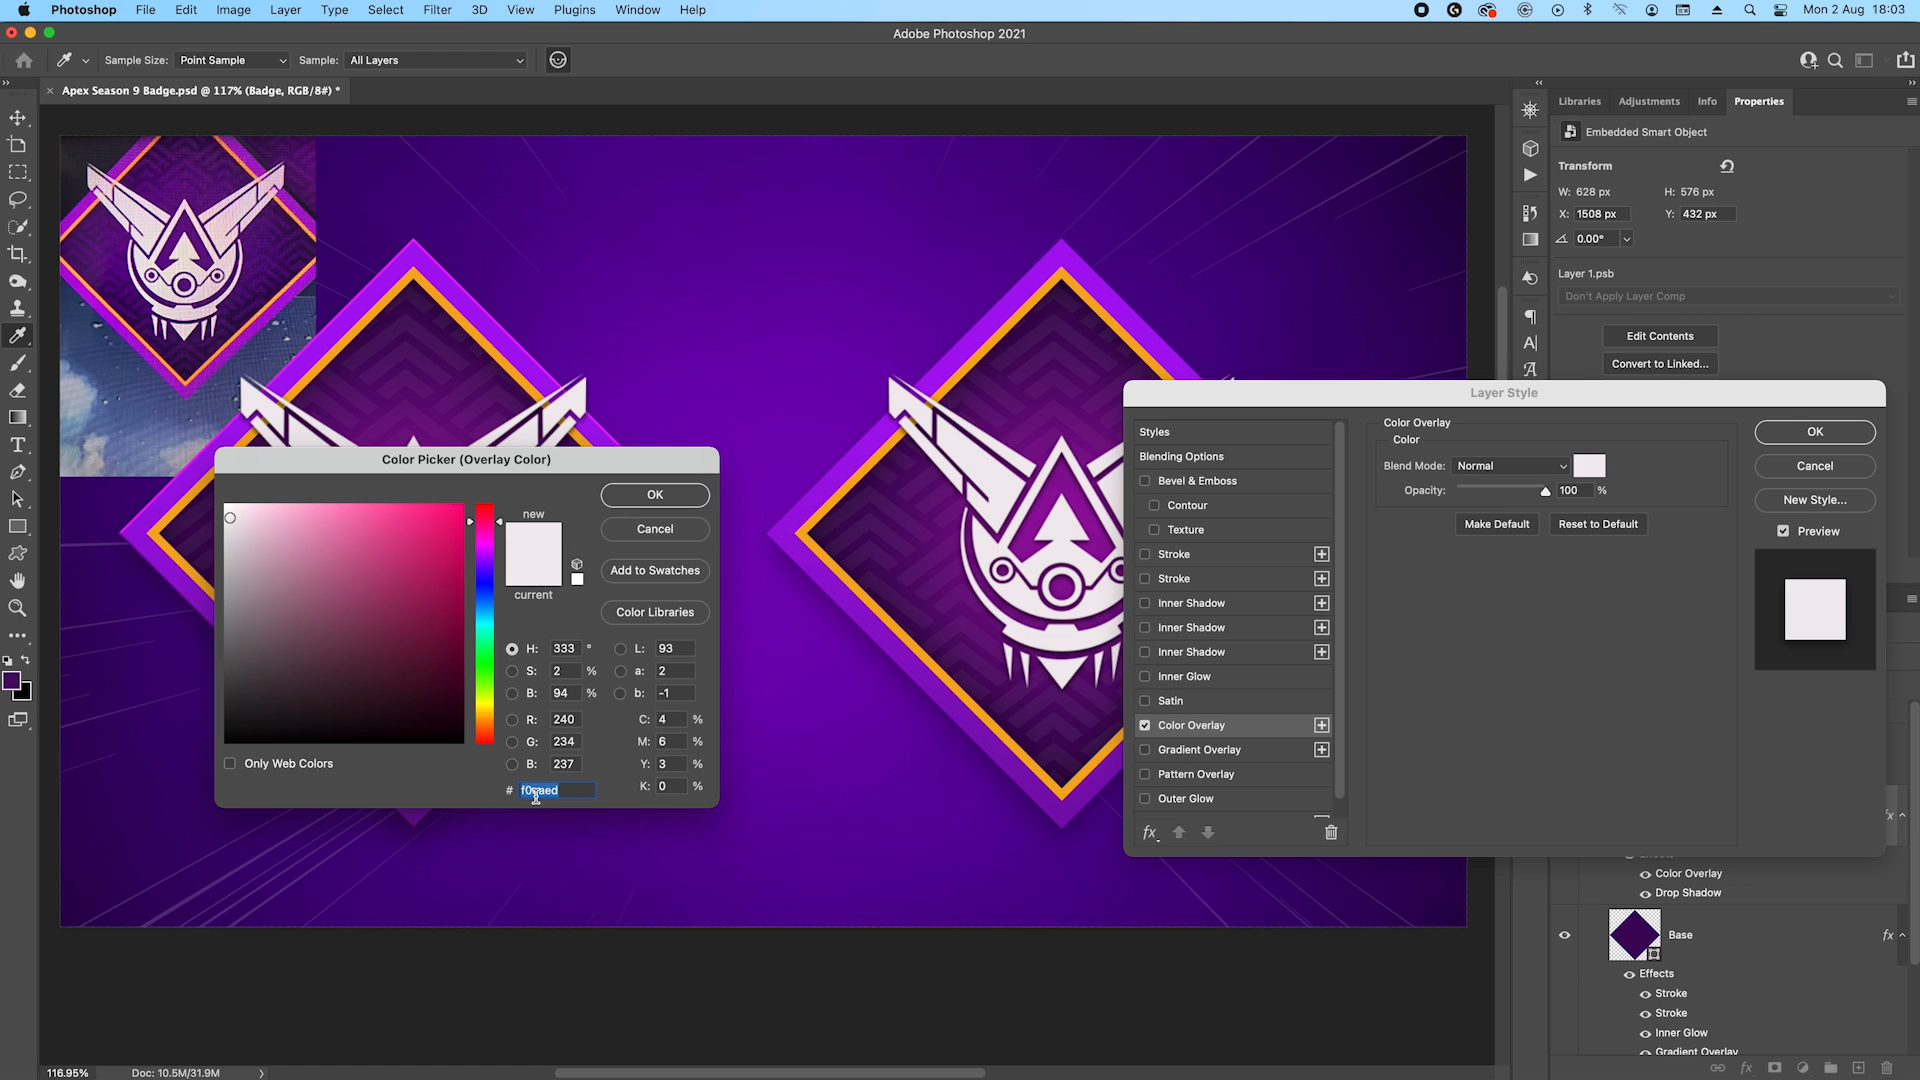 Photoshop File Edit Image Layer Type Select Filter 3D View Plugins Window Help Mon 2 Aug 18:03
Adobe Photoshop 2021
Sample Size: Point Sample Sample: All Layers
× Apex Season 9 Badge.psd @ 117% (Badge, RGB/8#) *
Libraries Adjustments Info Properties
Embedded Smart Object
Transform
W: 628 px H: 576 px
X: 1508 px Y: 432 px
0.00°
Layer 1.psb
Don't Apply Layer Comp
Edit Contents
Convert to Linked...
Color Picker (Overlay Color)
OK
new
Cancel
Add to Swatches
current
Color Libraries
H: 333 ° L: 93
S: 2 % a: 2
B: 94 % b: -1
R: 240 C: 4 %
G: 234 M: 6 %
B: 237 Y: 3 %
K: 0 %
Only Web Colors
# f0eaed
Layer Style
Styles
Blending Options
Bevel & Emboss
Contour
Texture
Stroke
Stroke
Inner Shadow
Inner Shadow
Inner Shadow
Inner Glow
Satin
Color Overlay
Gradient Overlay
Pattern Overlay
Outer Glow
fx
Color Overlay
Color
Blend Mode: Normal
Opacity: 100 %
Make Default Reset to Default
OK
Cancel
New Style...
Preview
fx
Color Overlay
Drop Shadow
Base fx
Effects
Stroke
Stroke
Inner Glow
Gradient Overlay
116.95% Doc: 10.5M/31.9M
fx